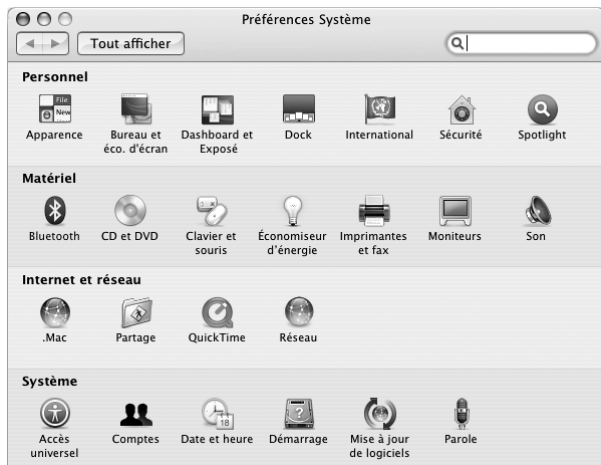 Préférences Système
Tout afficher
Personnel
File
New
Apparence
Bureau et
éco. d'écran
Dashboard et
Exposé
Dock
International
Sécurité
Spotlight
Matériel
Bluetooth
CD et DVD
Clavier et
souris
Économiseur
d'énergie
Imprimantes
et fax
Moniteurs
Son
Internet et réseau
.Mac
Partage
QuickTime
Réseau
Système
18
?
Accès
universel
Comptes
Date et heure
Démarrage
Mise à jour
de logiciels
Parole